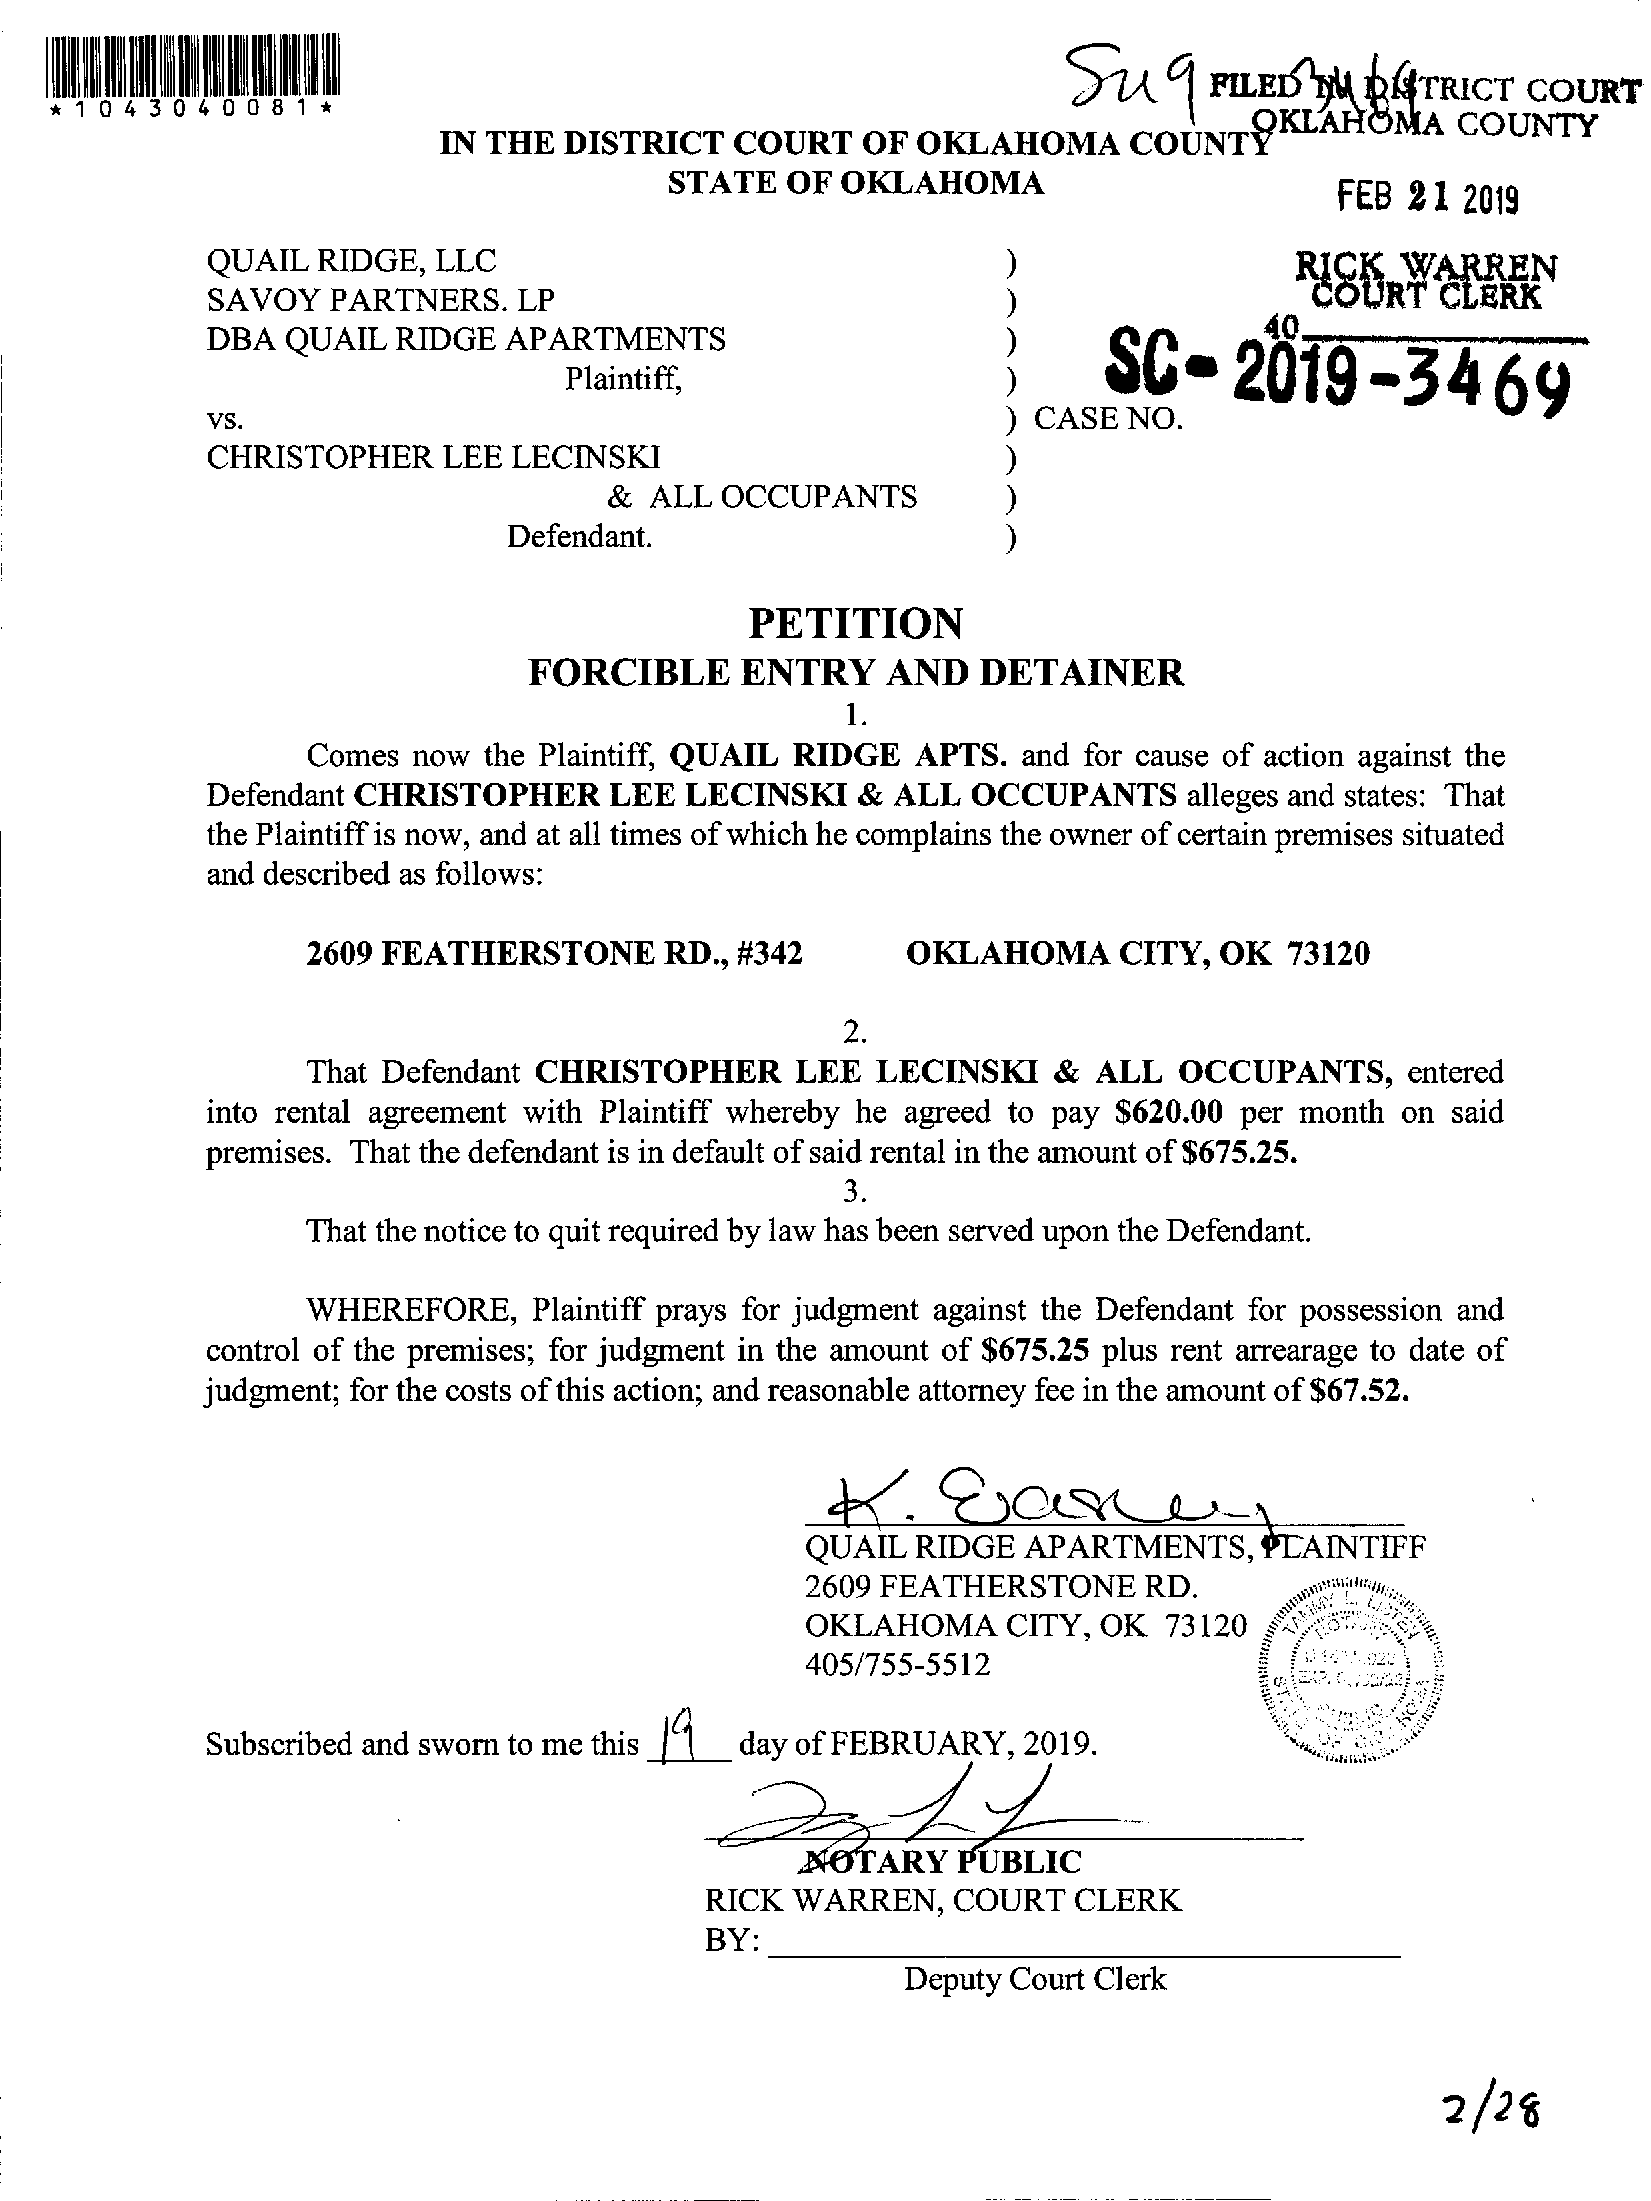 *1043040081*
FILED IN DISTRICT COURT
OKLAHOMA COUNTY
IN THE DISTRICT COURT OF OKLAHOMA COUNTY
STATE OF OKLAHOMA
FEB 21 2019
RICK WARREN
COURT CLERK
40
SC-2019-3469
QUAIL RIDGE, LLC )
SAVOY PARTNERS. LP )
DBA QUAIL RIDGE APARTMENTS )
Plaintiff, )
vs. ) CASE NO.
CHRISTOPHER LEE LECINSKI )
& ALL OCCUPANTS )
Defendant. )
PETITION
FORCIBLE ENTRY AND DETAINER
1.
Comes now the Plaintiff, QUAIL RIDGE APTS. and for cause of action against the
Defendant CHRISTOPHER LEE LECINSKI & ALL OCCUPANTS alleges and states: That
the Plaintiff is now, and at all times of which he complains the owner of certain premises situated
and described as follows:
2609 FEATHERSTONE RD., #342 OKLAHOMA CITY, OK 73120
2.
That Defendant CHRISTOPHER LEE LECINSKI & ALL OCCUPANTS, entered
into rental agreement with Plaintiff whereby he agreed to pay $620.00 per month on said
premises. That the defendant is in default of said rental in the amount of $675.25.
3.
That the notice to quit required by law has been served upon the Defendant.
WHEREFORE, Plaintiff prays for judgment against the Defendant for possession and
control of the premises; for judgment in the amount of $675.25 plus rent arrearage to date of
judgment; for the costs of this action; and reasonable attorney fee in the amount of $67.52.
K.
QUAIL RIDGE APARTMENTS, PLAINTIFF
2609 FEATHERSTONE RD.
OKLAHOMA CITY, OK 73120
405/755-5512
Subscribed and sworn to me this 19 day of FEBRUARY, 2019.
NOTARY PUBLIC
RICK WARREN, COURT CLERK
BY:
Deputy Court Clerk
2/28